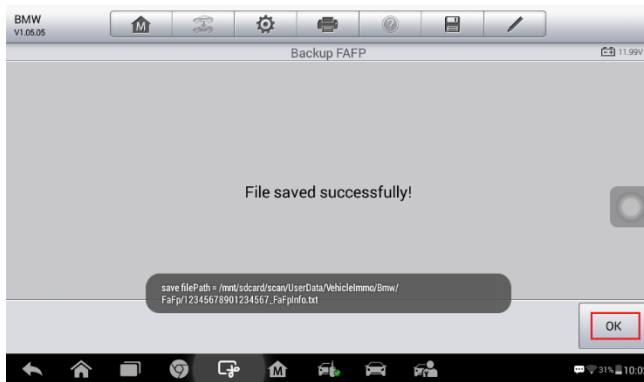 BMW
V1.05.05
M
Backup FAFP
11.99V
File saved successfully!
save filePath = /mnt/sdcard/scan/UserData/VehicleImmo/Bmw/
FaFp/12345678901234567_FaFpInfo.txt
OK
M
31%
10:0